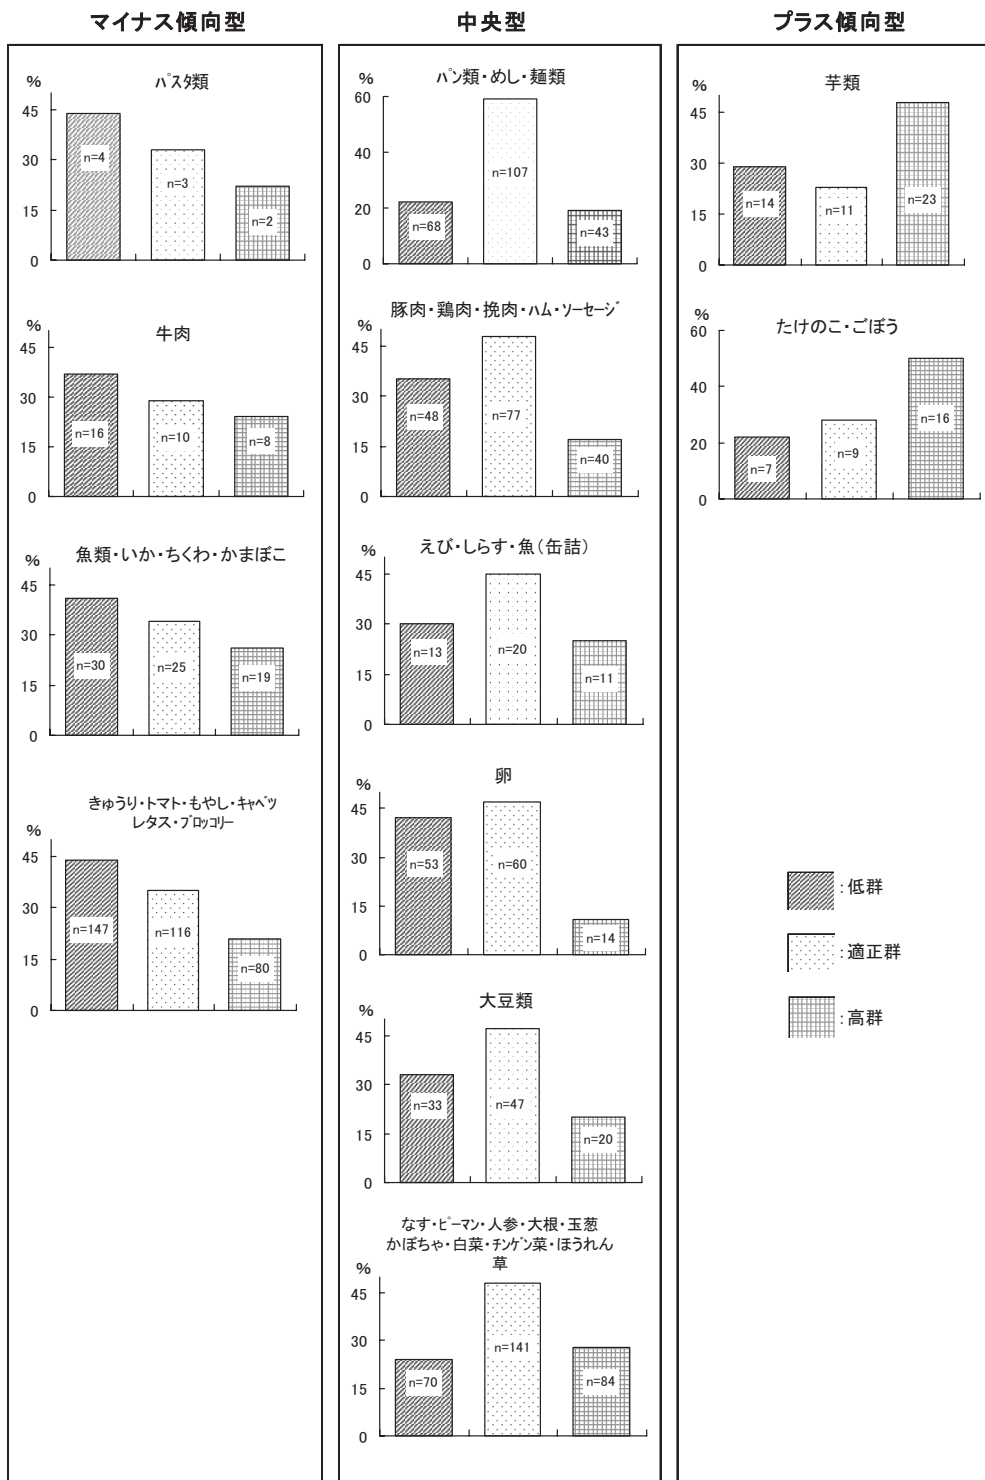 マイナス傾向型
中央型
プラス傾向型
パスタ類
%
45
30
15
0
n=4
n=3
n=2
牛肉
%
45
30
15
0
n=16
n=10
n=8
魚類・いか・ちくわ・かまぼこ
%
45
30
15
0
n=30
n=25
n=19
きゅうり・トマト・もやし・キャベツ
レタス・ブロッコリー
%
45
30
15
0
n=147
n=116
n=80
パン類・めし・麺類
%
60
40
20
0
n=68
n=107
n=43
豚肉・鶏肉・挽肉・ハム・ソーセージ
%
45
30
15
0
n=48
n=77
n=40
えび・しらす・魚(缶詰)
%
45
30
15
0
n=13
n=20
n=11
卵
%
45
30
15
0
n=53
n=60
n=14
大豆類
%
45
30
15
0
n=33
n=47
n=20
なす・ピーマン・人参・大根・玉葱
かぼちゃ・白菜・チンゲン菜・ほうれん
草
%
45
30
15
0
n=70
n=141
n=84
芋類
%
45
30
15
0
n=14
n=11
n=23
たけのこ・ごぼう
%
60
40
20
0
n=7
n=9
n=16
:低群
:適正群
:高群